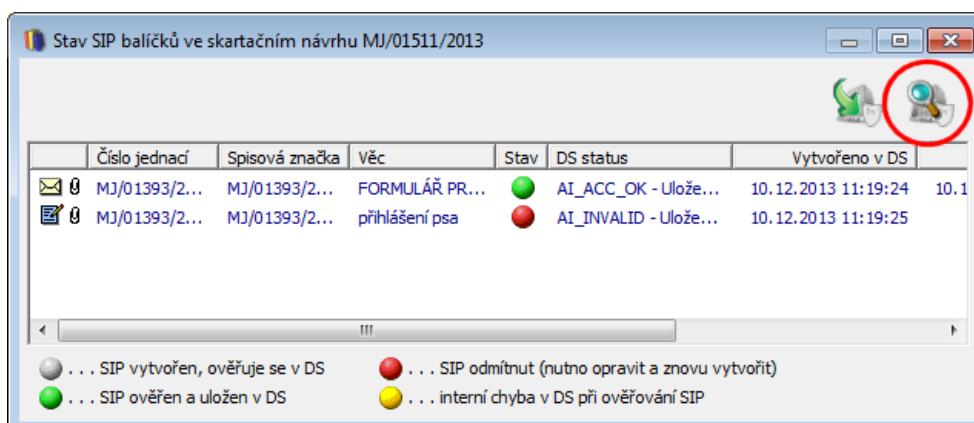 Stav SIP balíčků ve skartačním návrhu MJ/01511/2013
Číslo jednací Spisová značka Věc Stav DS status Vytvořeno v DS
MJ/01393/2... MJ/01393/2... FORMULÁŘ PR... AI_ACC_OK - Ulože... 10.12.2013 11:19:24 10.1
MJ/01393/2... MJ/01393/2... přihlášení psa AI_INVALID - Ulože... 10.12.2013 11:19:25
. . . SIP vytvořen, ověřuje se v DS . . . SIP odmítnut (nutno opravit a znovu vytvořit)
. . . SIP ověřen a uložen v DS . . . interní chyba v DS při ověřování SIP